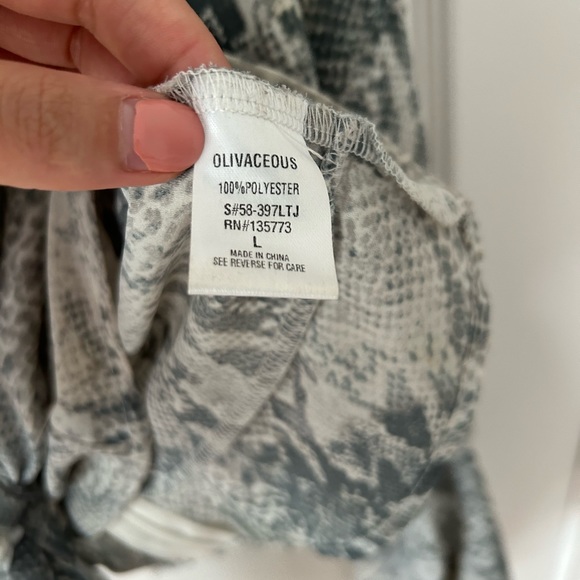 OLIVACEOUS
100%POLYESTER
S#58-397LTJ
RN#135773
L
MADE IN CHINA
SEE REVERSE FOR CARE